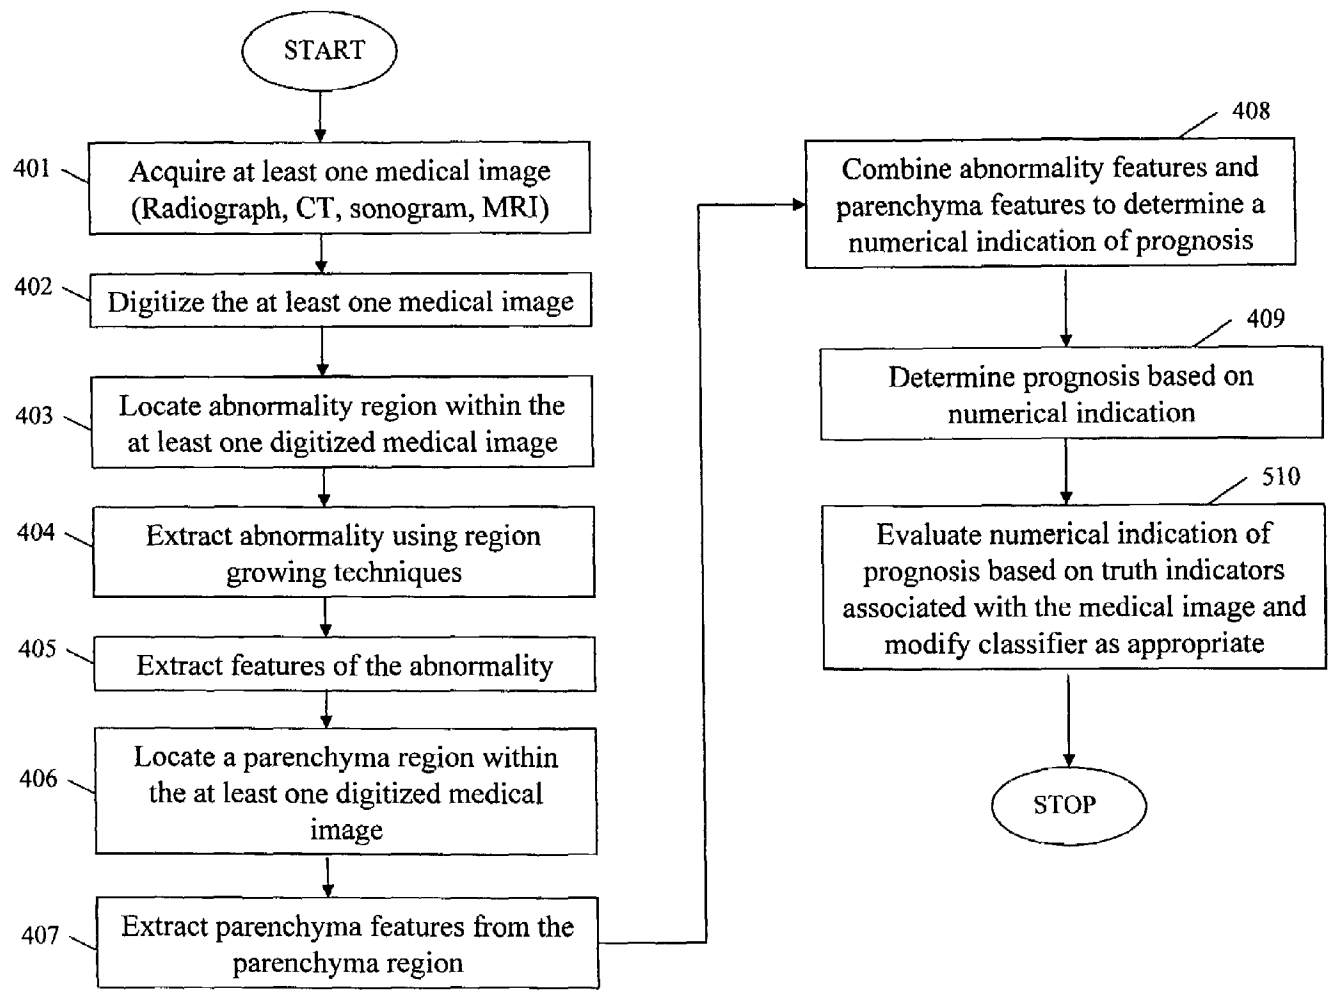 START
401
Acquire at least one medical image
(Radiograph, CT, sonogram, MRI)
402
Digitize the at least one medical image
403
Locate abnormality region within the
at least one digitized medical image
404
Extract abnormality using region
growing techniques
405
Extract features of the abnormality
406
Locate a parenchyma region within
the at least one digitized medical
image
407
Extract parenchyma features from the
parenchyma region
408
Combine abnormality features and
parenchyma features to determine a
numerical indication of prognosis
409
Determine prognosis based on
numerical indication
510
Evaluate numerical indication of
prognosis based on truth indicators
associated with the medical image and
modify classifier as appropriate
STOP